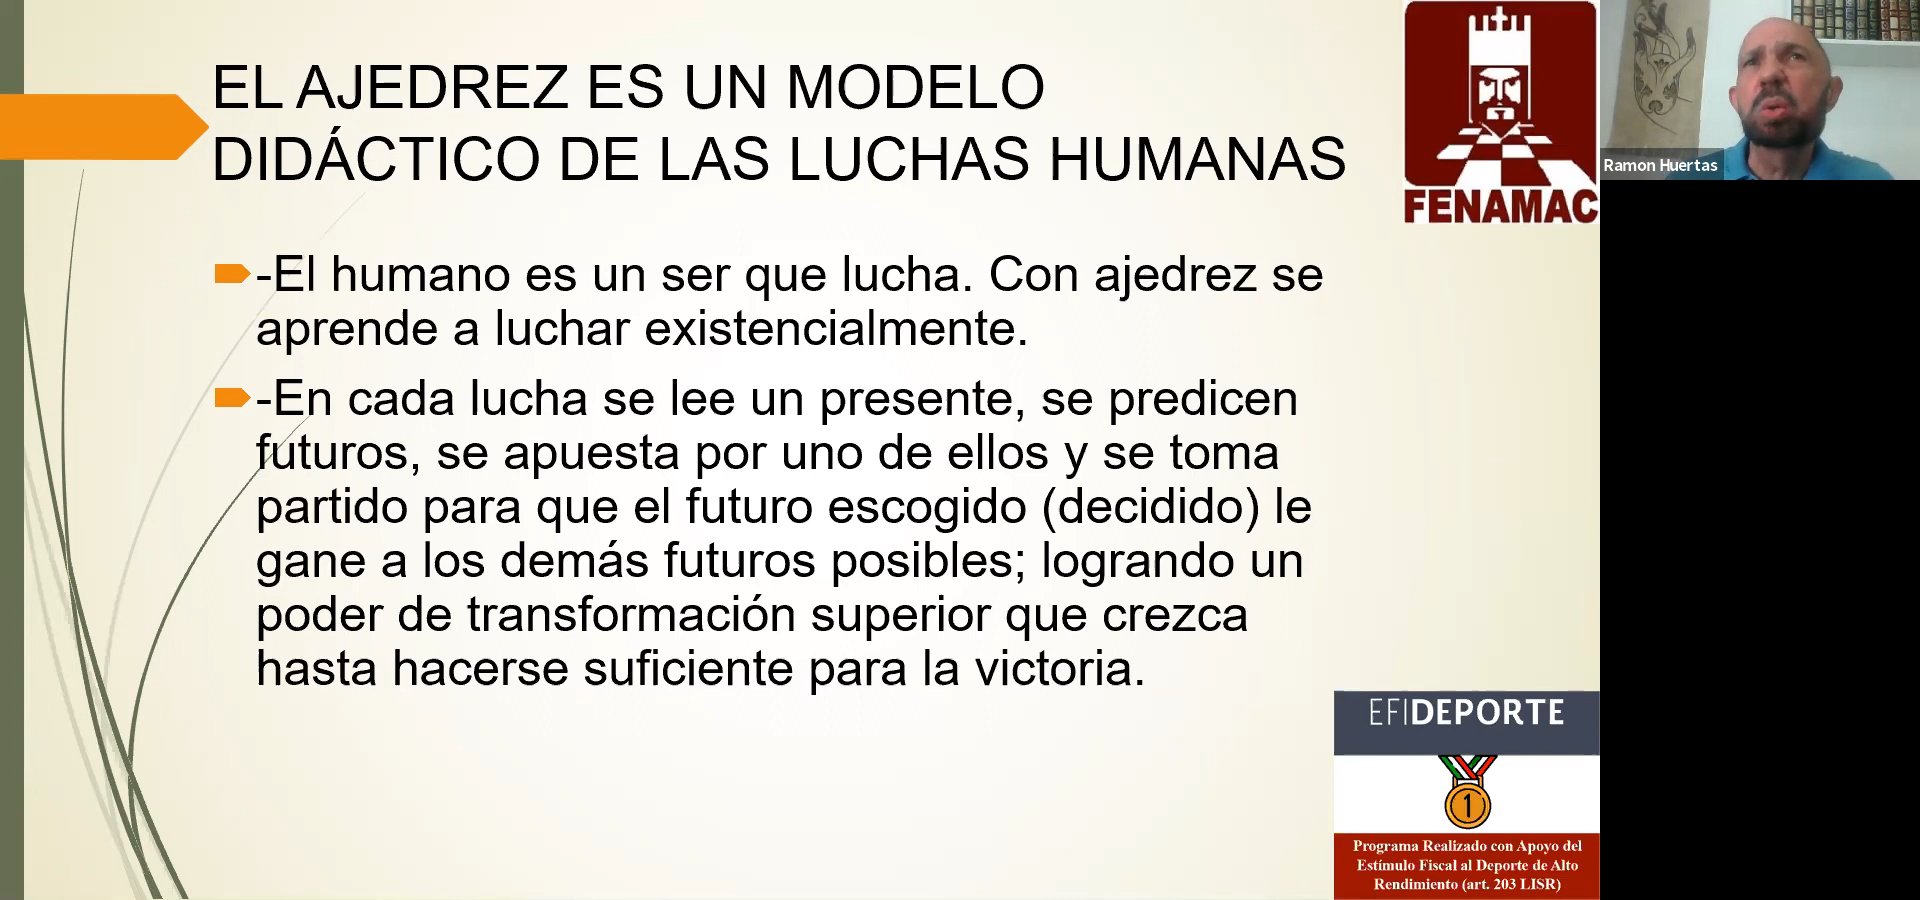 EL AJEDREZ ES UN MODELO
DIDÁCTICO DE LAS LUCHAS HUMANAS
-El humano es un ser que lucha. Con ajedrez se
aprende a luchar existencialmente.
-En cada lucha se lee un presente, se predicen
futuros, se apuesta por uno de ellos y se toma
partido para que el futuro escogido (decidido) le
gane a los demás futuros posibles; logrando un
poder de transformación superior que crezca
hasta hacerse suficiente para la victoria.
FENAMAC
Ramon Huertas
EFIDEPORTE
1
Programa Realizado con Apoyo del
Estímulo Fiscal al Deporte de Alto
Rendimiento (art. 203 LISR)